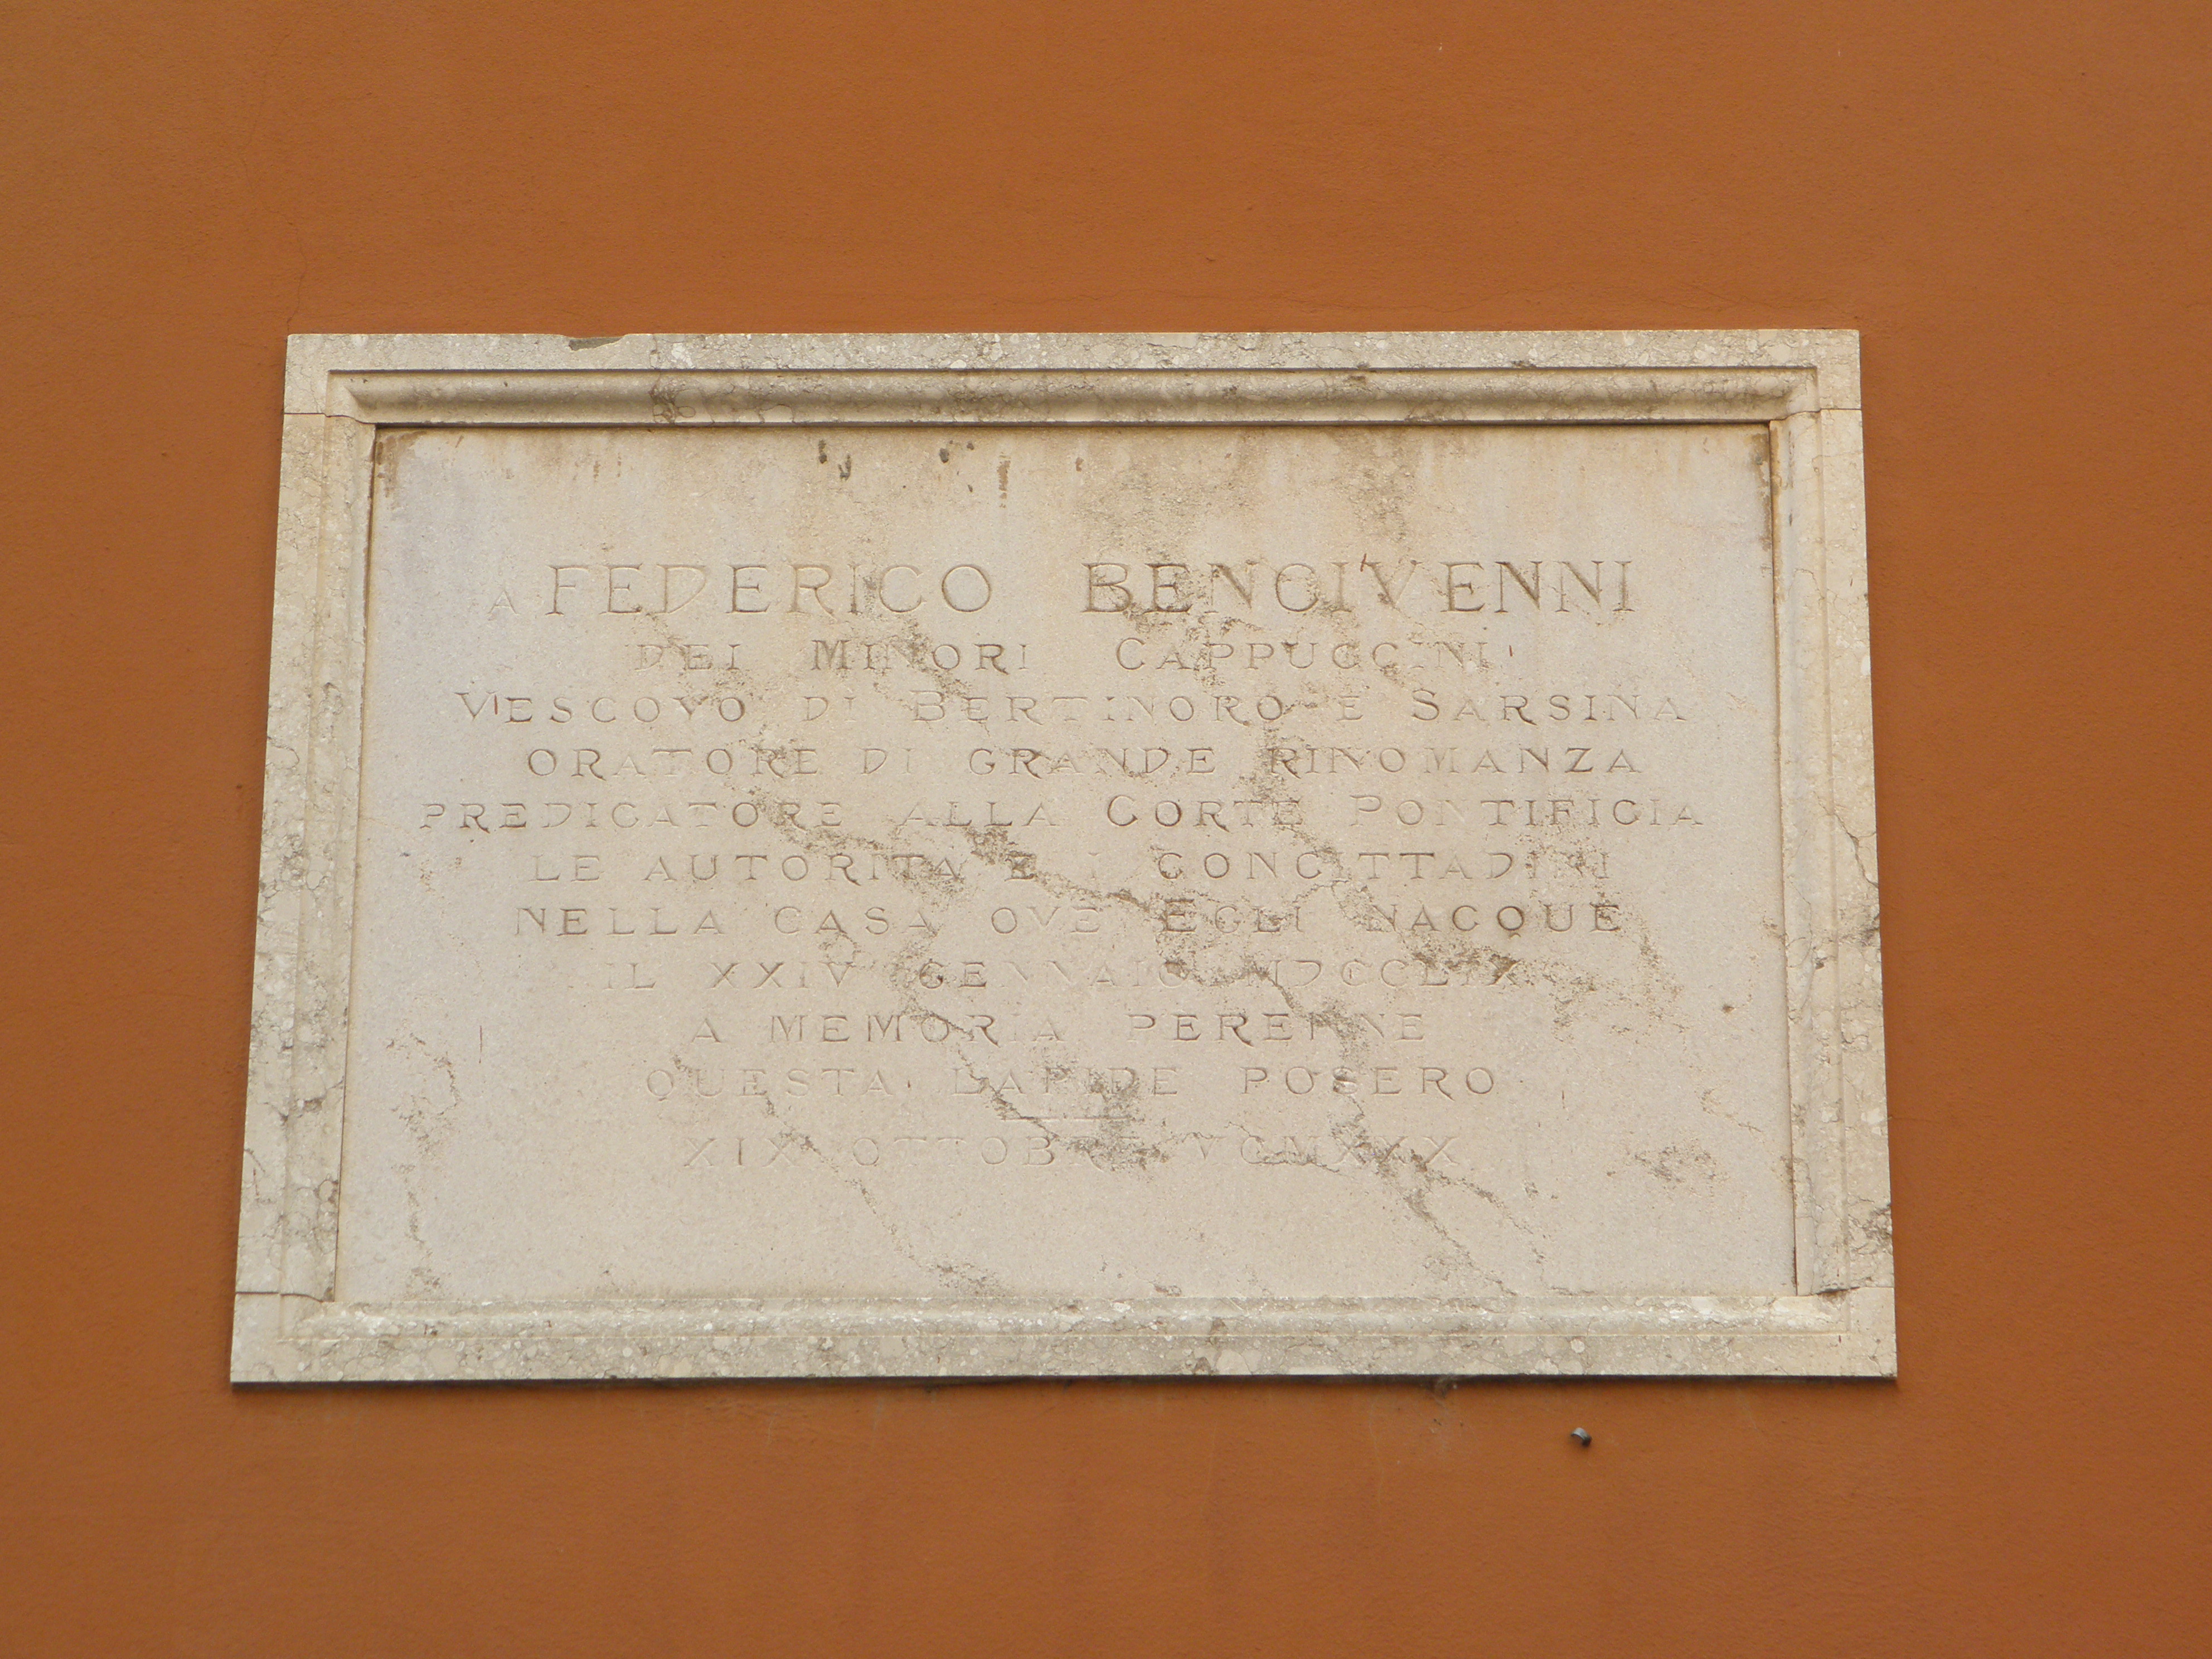 A FEDERICO BENCIVENNI
DEI MINORI CAPPUCCINI
VESCOVO DI BERTINORO E SARSINA
ORATORE DI GRANDE RINOMANZA
PREDICATORE ALLA CORTE PONTIFICIA
LE AUTORITA E I CONCITTADINI
NELLA CASA OVE EGLI NACQUE
IL XXIV GENNAIO
A MEMORIA PERENNE
QUESTA LAPIDE POSERO
XIX OTTOBRE